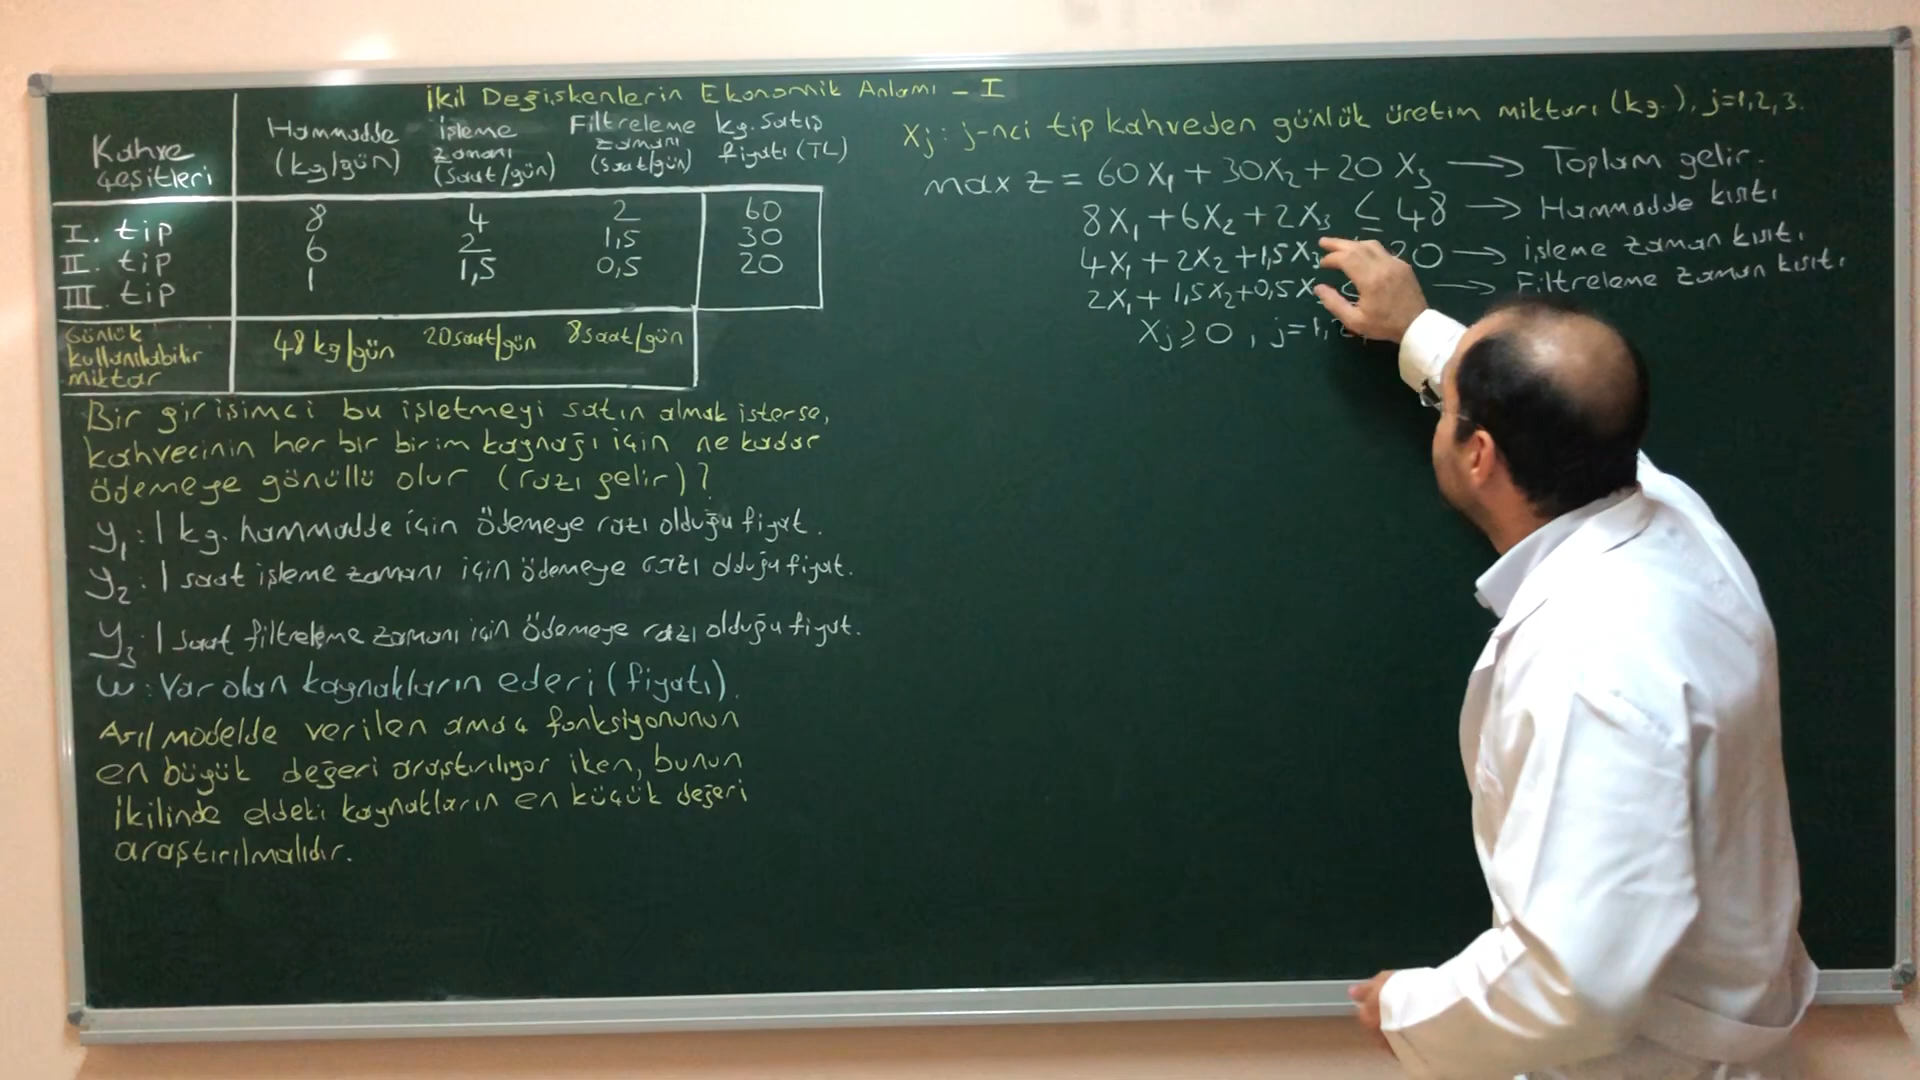 İkil Değişkenlerin Ekonomik Anlamı - I
Kahve çeşitleri
Hammadde (kg/gün)
işleme zamanı (saat/gün)
Filtreleme zamanı (saat/gün)
kg. satış fiyatı (TL)
I. tip 8 4 2 60
II. tip 6 2 1,5 30
III. tip 1 1,5 0,5 20
Günlük kullanılabilir miktar 48 kg/gün 20 saat/gün 8 saat/gün
Bir girişimci bu işletmeyi satın almak isterse,
kahvecinin her bir birim kaynağı için ne kadar
ödemeye gönüllü olur (razı gelir)?
y₁: 1 kg. hammadde için ödemeye razı olduğu fiyat.
y₂: 1 saat işleme zamanı için ödemeye razı olduğu fiyat.
y₃: 1 saat filtreleme zamanı için ödemeye razı olduğu fiyat.
w: Var olan kaynakların ederi (fiyatı).
Asıl modelde verilen amaç fonksiyonunun
en büyük değeri araştırılıyor iken, bunun
ikilinde eldeki kaynakların en küçük değeri
araştırılmalıdır.
Xj: j-nci tip kahveden günlük üretim miktarı (kg.), j=1,2,3.
max z = 60X₁ + 30X₂ + 20X₃ → Toplam gelir.
8X₁ + 6X₂ + 2X₃ ≤ 48 → Hammadde kısıtı
4X₁ + 2X₂ + 1,5X₃ 20 → işleme zaman kısıtı.
2X₁ + 1,5X₂ + 0,5X → Filtreleme zaman kısıtı
Xj ≥ 0, j=1,2